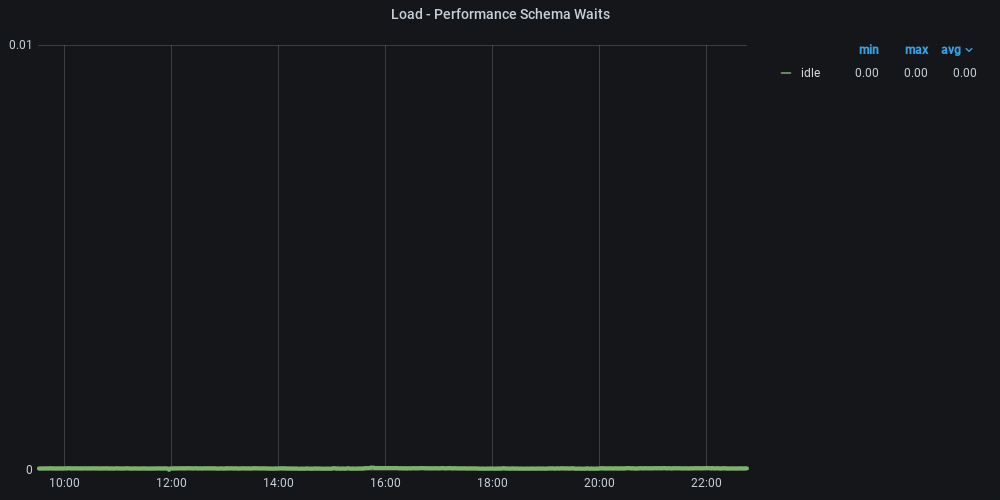 Load - Performance Schema Waits
0.01
min max avg
idle 0.00 0.00 0.00
0
10:00 12:00 14:00 16:00 18:00 20:00 22:00